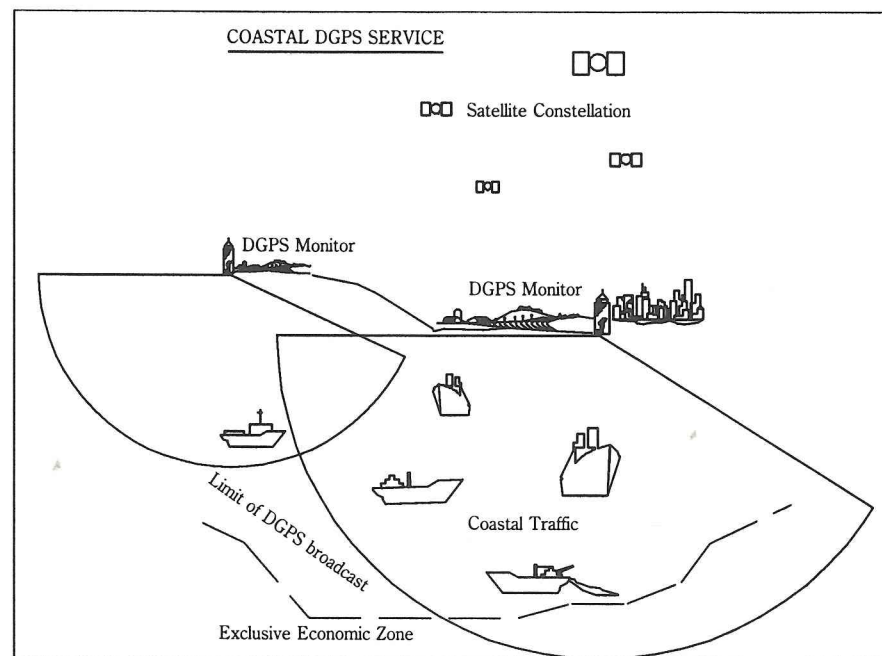 COASTAL DGPS SERVICE
Satellite Constellation
DGPS Monitor
DGPS Monitor
Limit of DGPS broadcast
Coastal Traffic
Exclusive Economic Zone